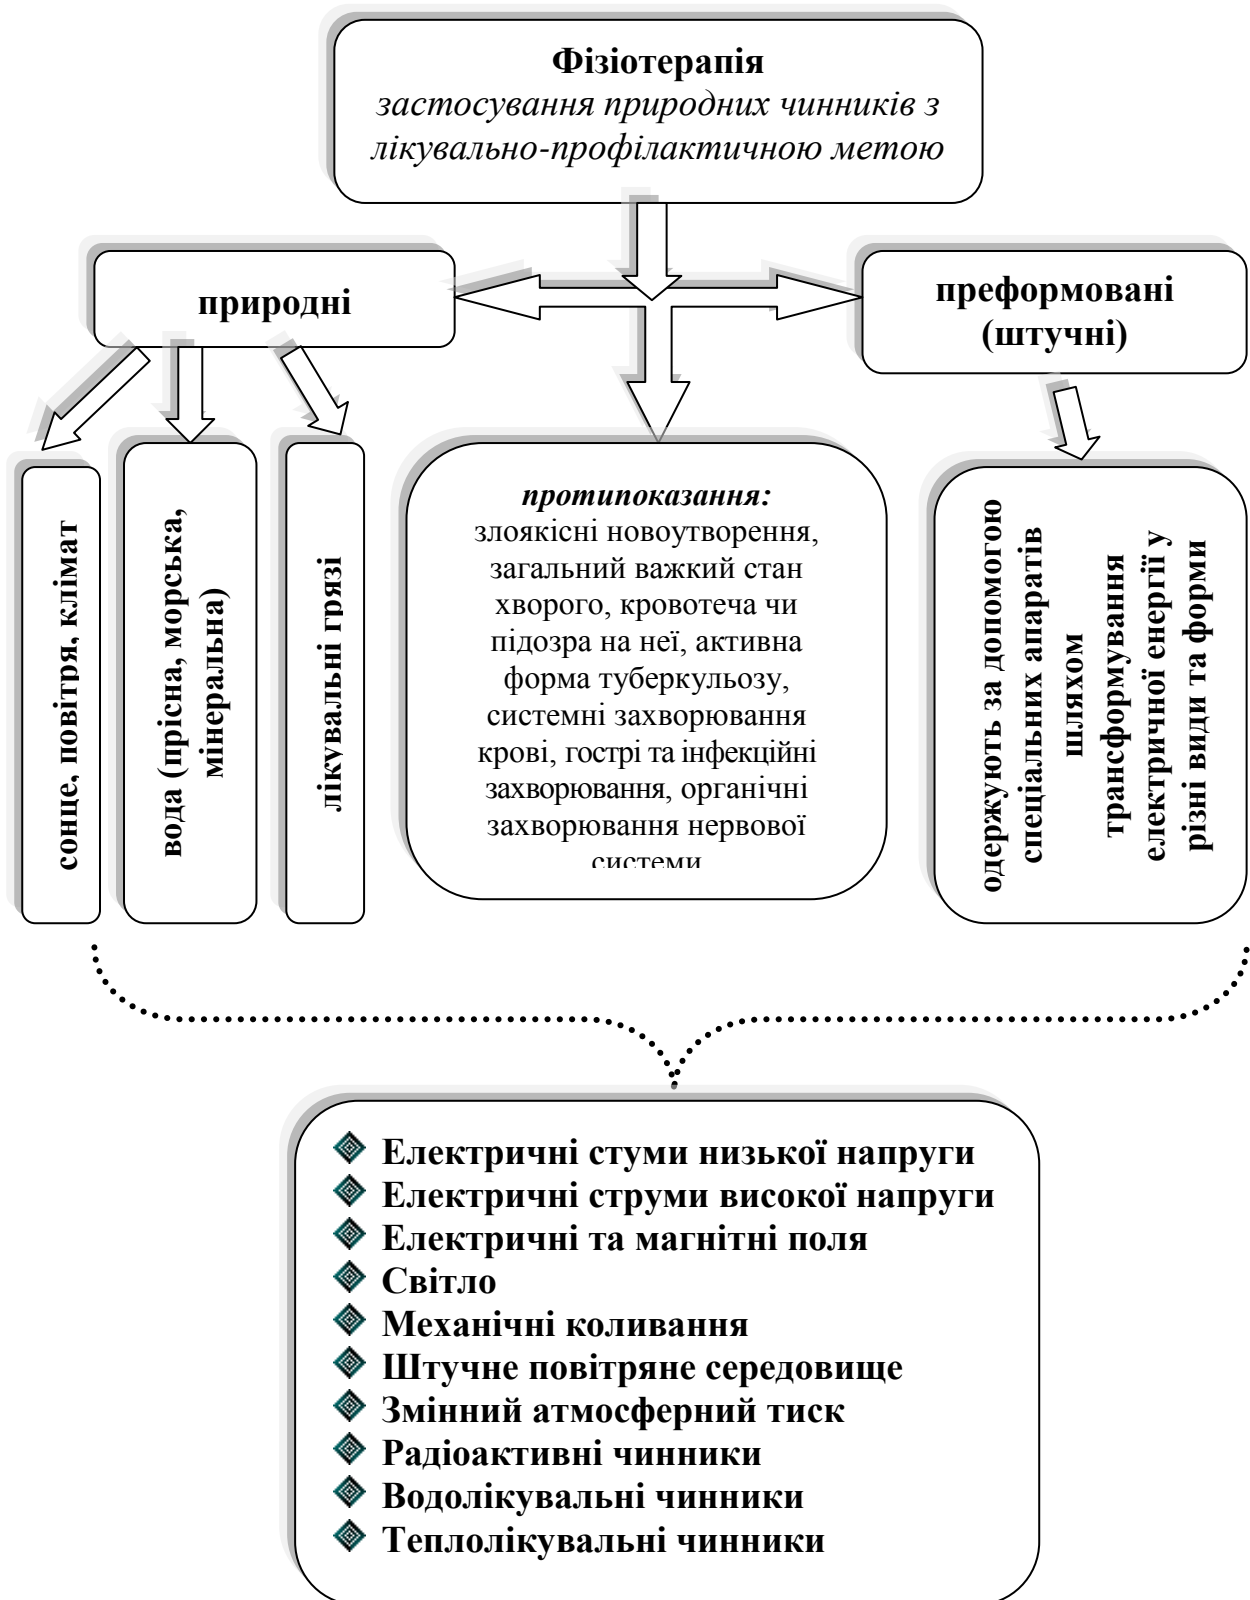 Фізіотерапія
застосування природних чинників з
лікувально-профілактичною метою
природні
преформовані
(штучні)
сонце, повітря, клімат
вода (прісна, морська,
мінеральна)
лікувальні грязі
протипоказання:
злоякісні новоутворення,
загальний важкий стан
хворого, кровотеча чи
підозра на неї, активна
форма туберкульозу,
системні захворювання
крові, гострі та інфекційні
захворювання, органічні
захворювання нервової
системи
одержують за допомогою
спеціальних апаратів
шляхом
трансформування
електричної енергії у
різні види та форми
Електричні стуми низької напруги
Електричні струми високої напруги
Електричні та магнітні поля
Світло
Механічні коливання
Штучне повітряне середовище
Змінний атмосферний тиск
Радіоактивні чинники
Водолікувальні чинники
Теплолікувальні чинники